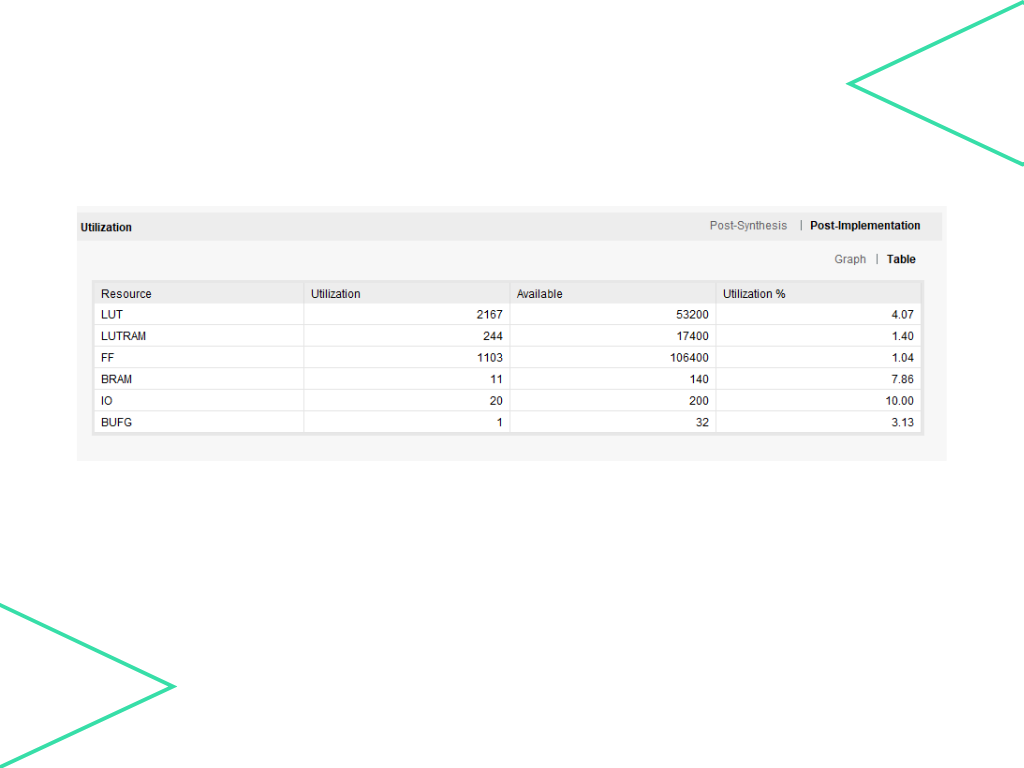 Utilization Post-Synthesis | Post-Implementation
Graph | Table
Resource Utilization Available Utilization %
LUT 2167 53200 4.07
LUTRAM 244 17400 1.40
FF 1103 106400 1.04
BRAM 11 140 7.86
IO 20 200 10.00
BUFG 1 32 3.13